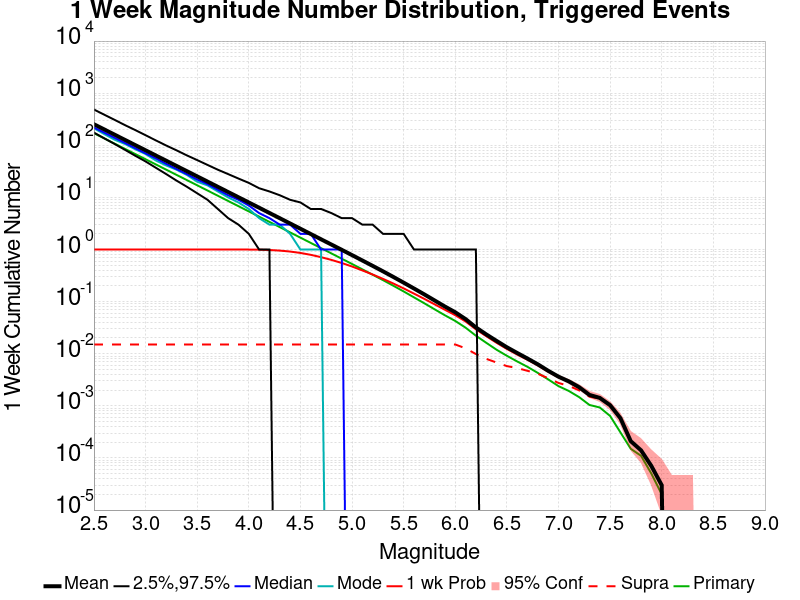 1 Week Magnitude Number Distribution, Triggered Events
1 Week Cumulative Number
10^4
10^3
10^2
10^1
10^0
10^-1
10^-2
10^-3
10^-4
10^-5
2.5 3.0 3.5 4.0 4.5 5.0 5.5 6.0 6.5 7.0 7.5 8.0 8.5 9.0
Magnitude
Mean 2.5%,97.5% Median Mode 1 wk Prob 95% Conf Supra Primary